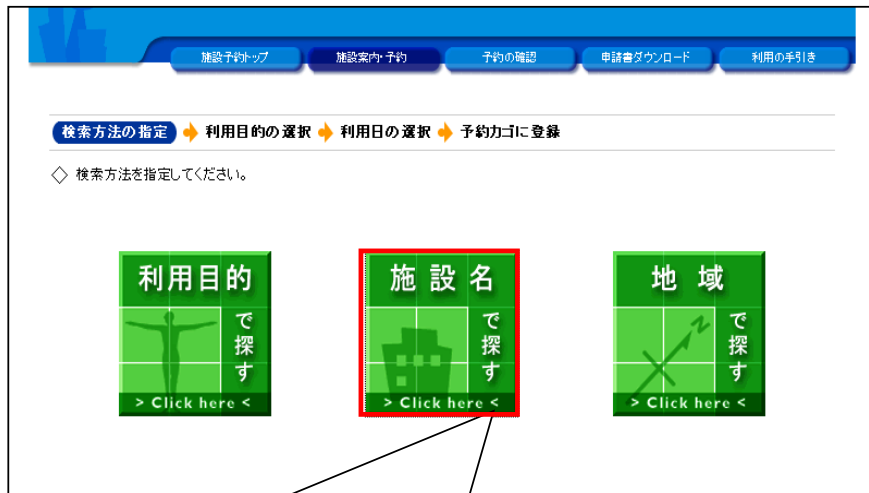 施設予約トップ 施設案内・予約 予約の確認 申請書ダウンロード 利用の手引き
検索方法の指定 利用目的の選択 利用日の選択 予約カゴに登録
◇ 検索方法を指定してください。
利用目的
で探す
> Click here <
施設名
で探す
> Click here <
地域
で探す
> Click here <